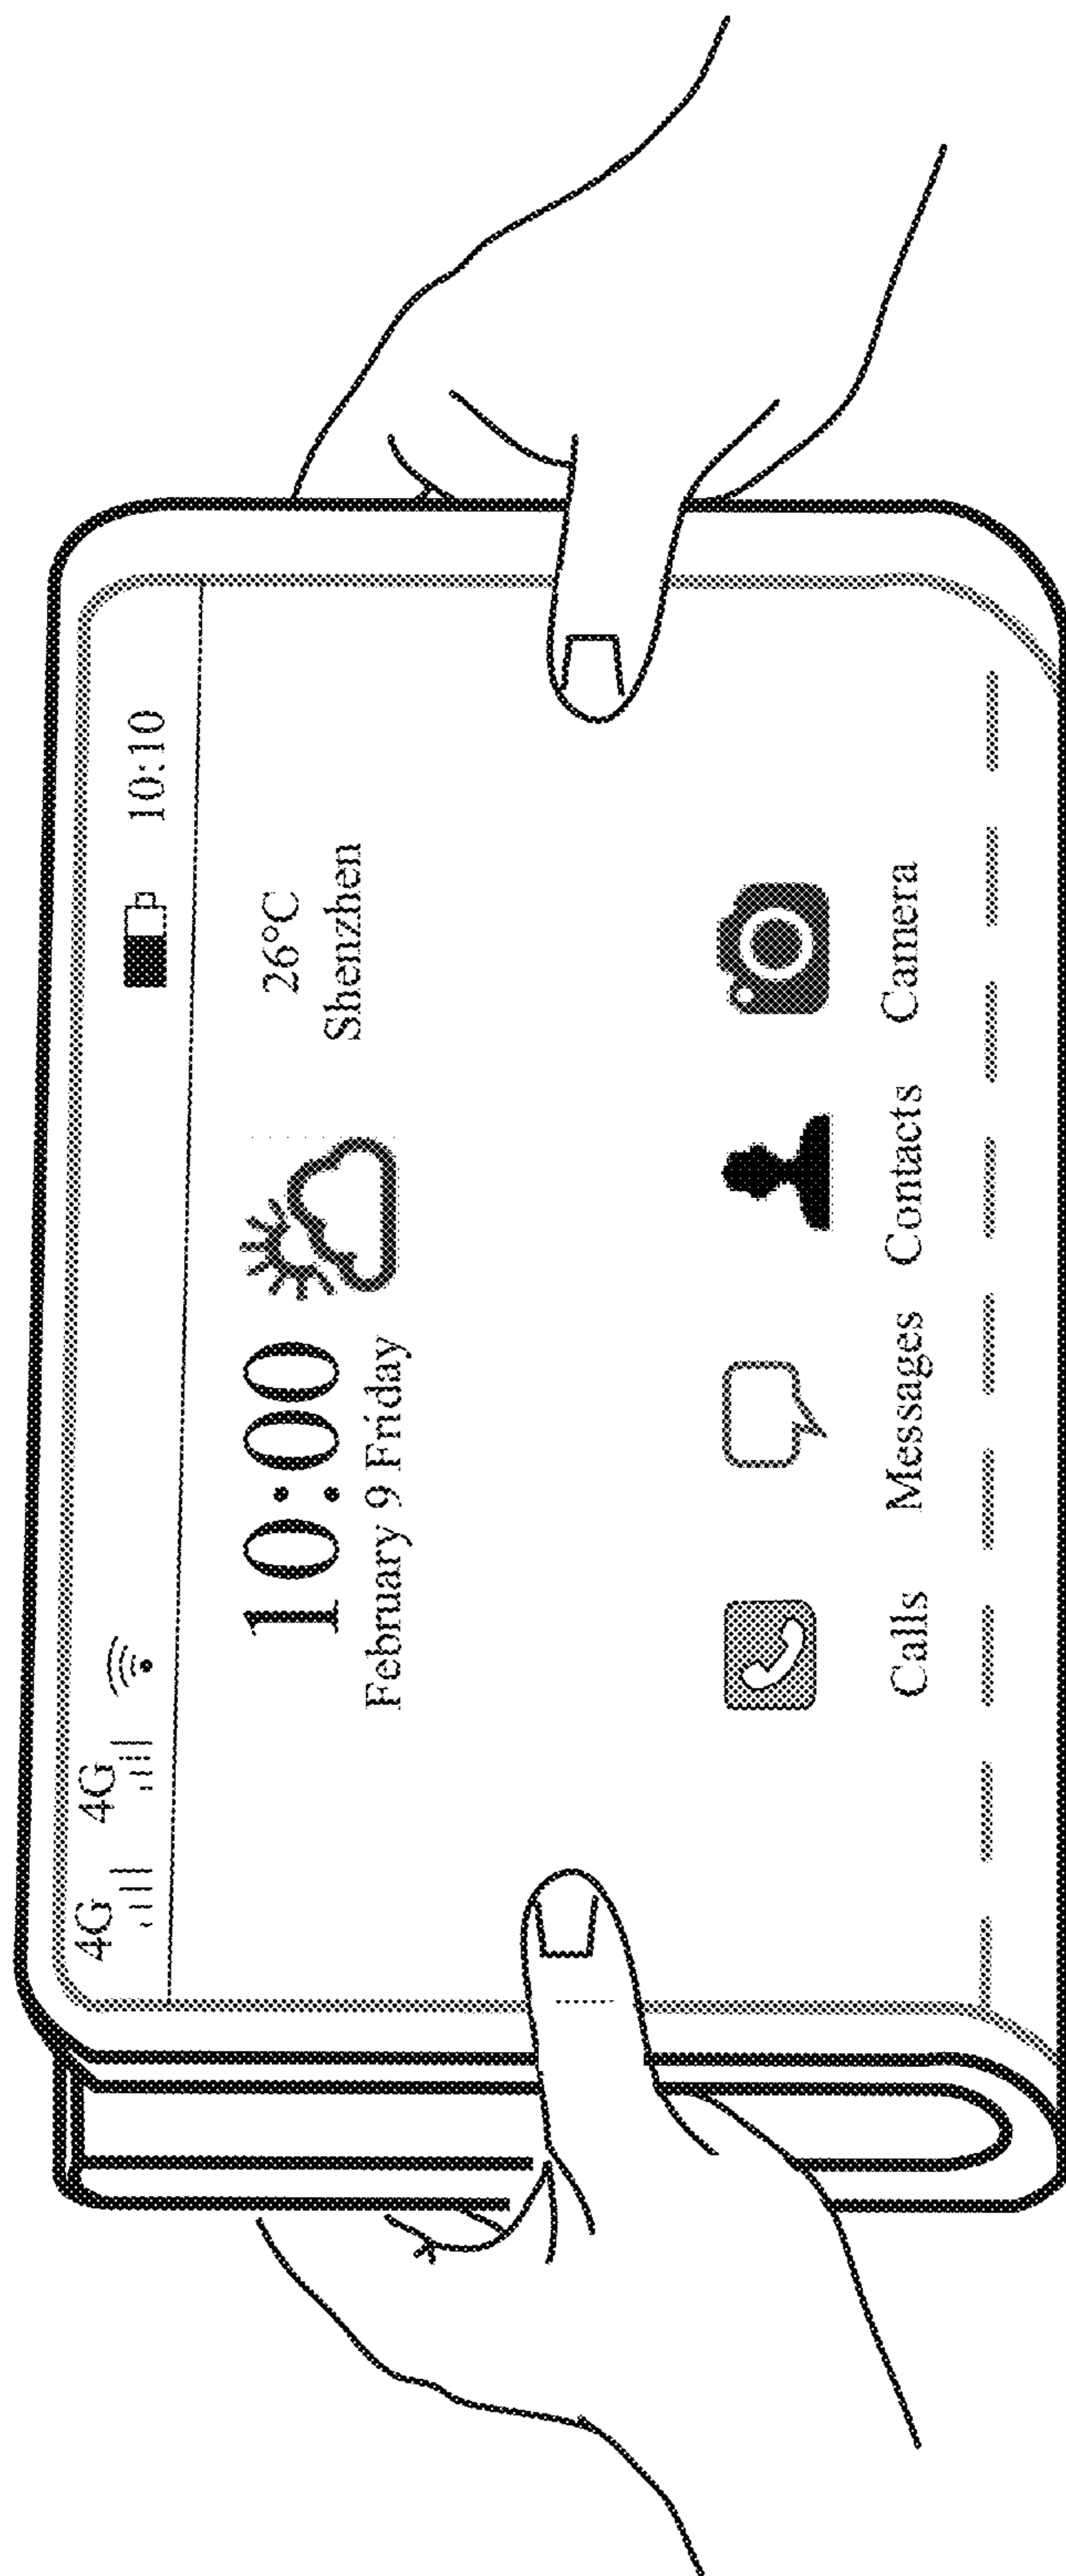 4G 4G 10:10
10:00
February 9 Friday
26°C
Shenzhen
Calls Messages Contacts Camera